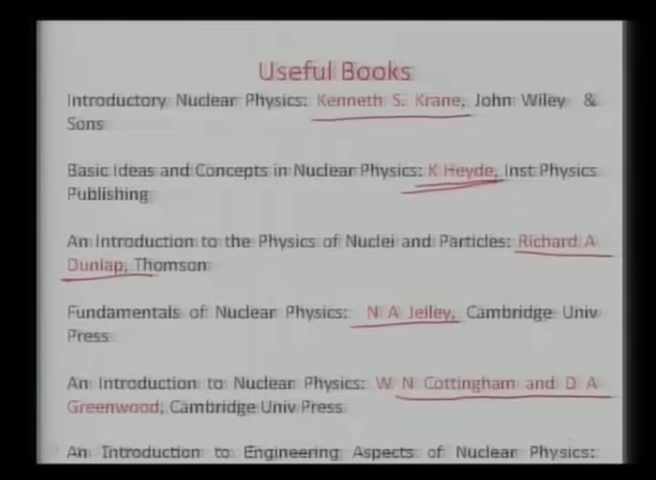 Useful Books
Introductory Nuclear Physics: Kenneth S. Krane, John Wiley &
Sons
Basic Ideas and Concepts in Nuclear Physics: K Heyde, Inst Physics
Publishing
An Introduction to the Physics of Nuclei and Particles: Richard A
Dunlap, Thomson
Fundamentals of Nuclear Physics: N A Jelley, Cambridge Univ
Press
An Introduction to Nuclear Physics: W N Cottingham and D A
Greenwood, Cambridge Univ Press
An Introduction to Engineering Aspects of Nuclear Physics: